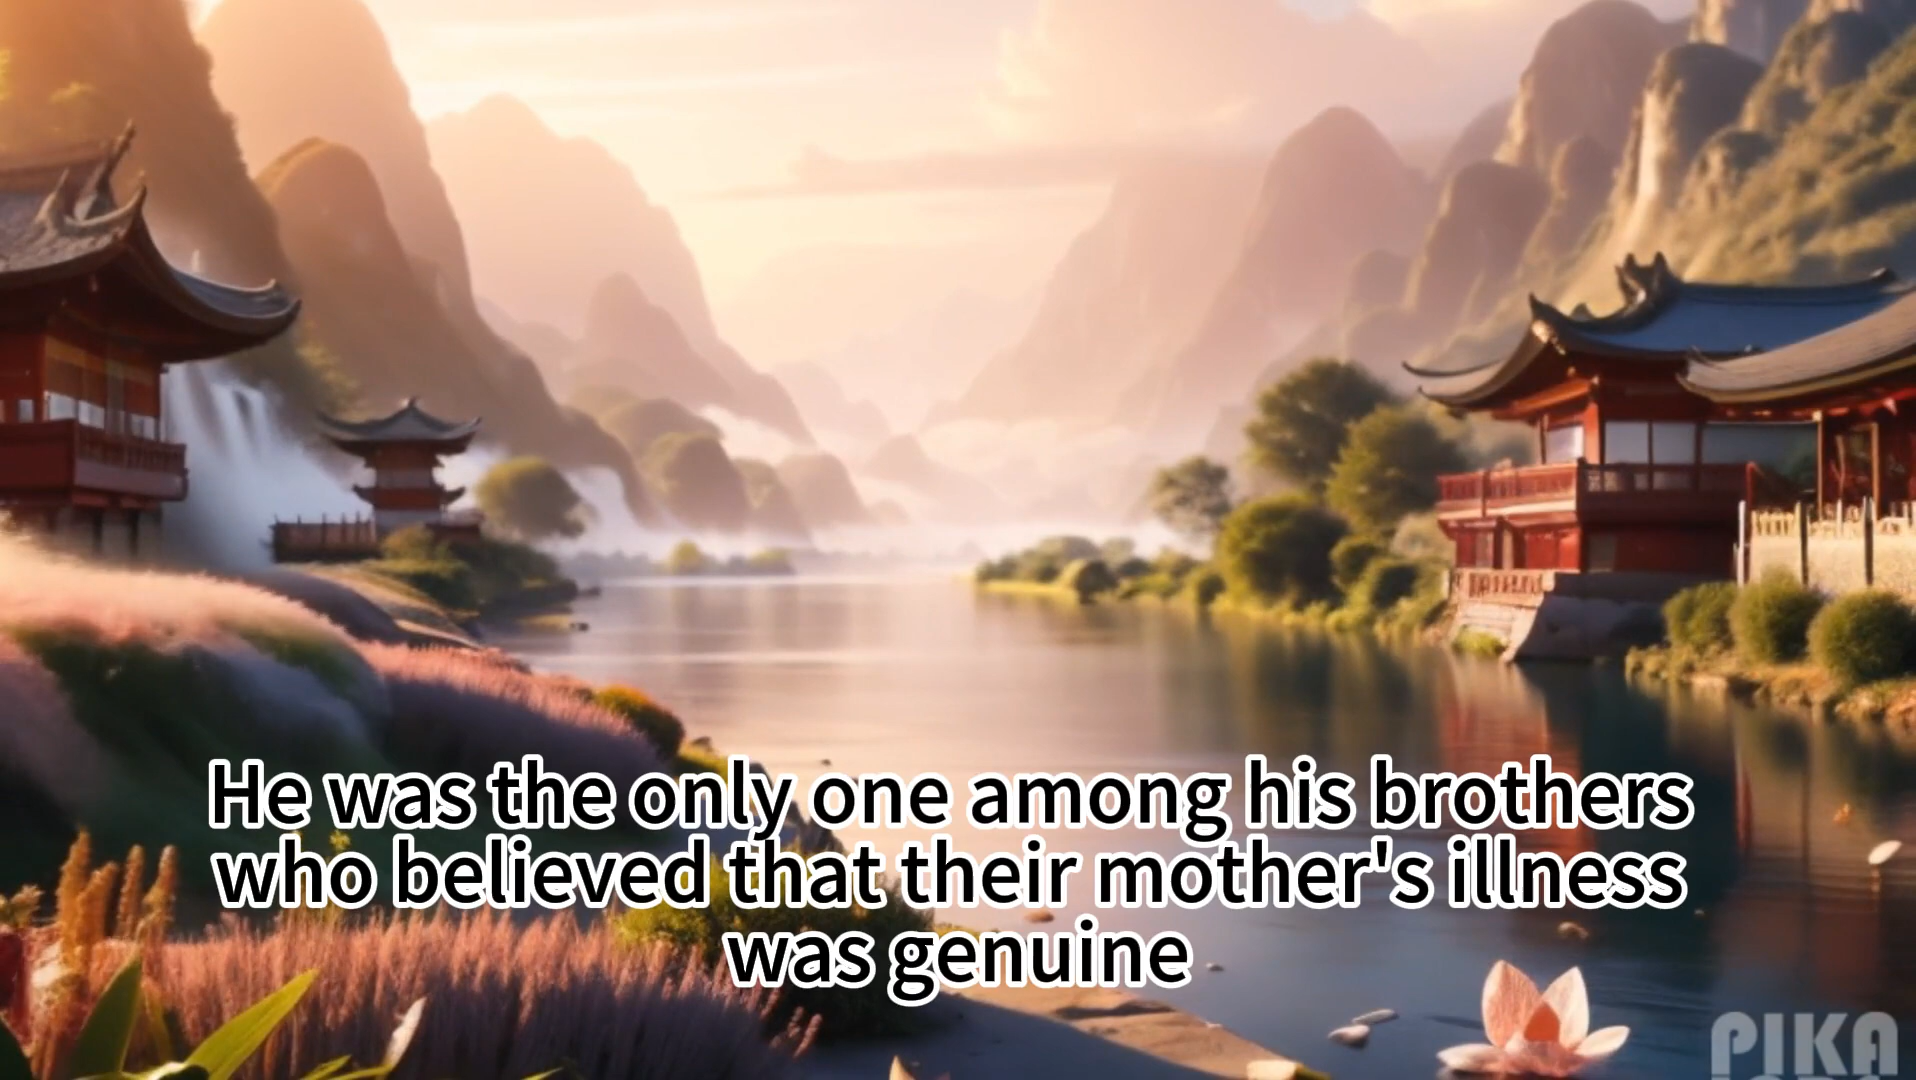 He was the only one among his brothers
who believed that their mother's illness
was genuine
PIKA